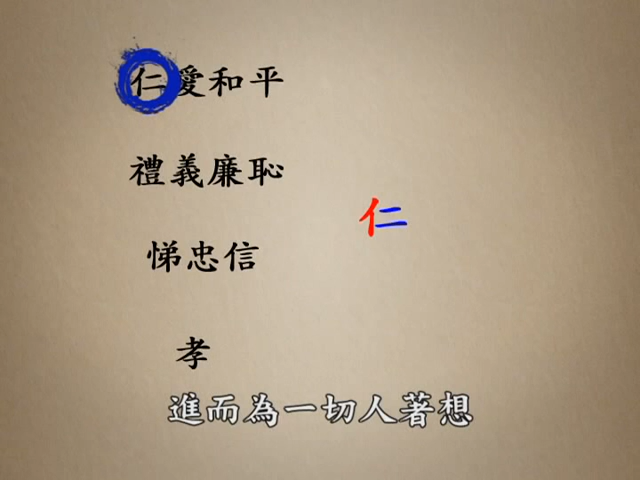 仁愛和平
禮義廉恥
仁
悌忠信
孝
進而為一切人著想